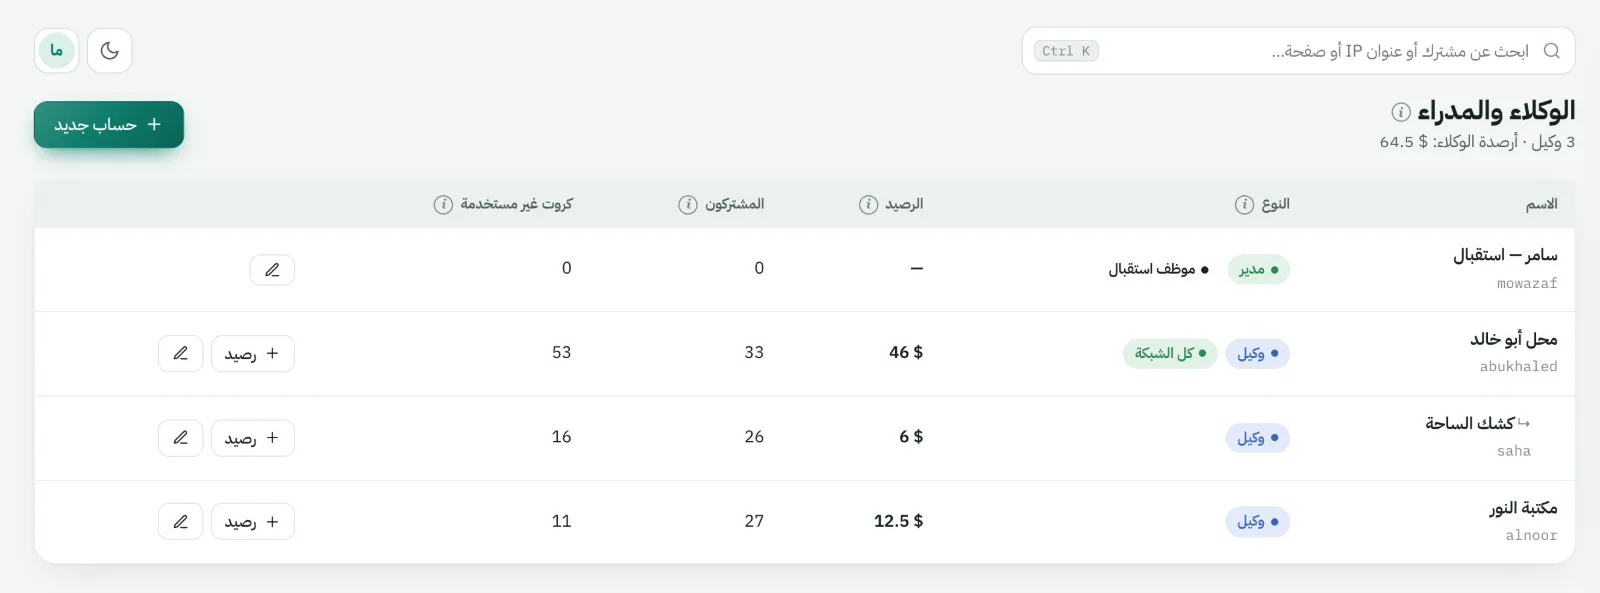 ابحث عن مشترك أو عنوان IP أو صفحة...
Ctrl K
ما
الوكلاء والمدراء
3 وكيل · أرصدة الوكلاء: $ 64.5
+ حساب جديد
الاسم النوع الرصيد المشتركون كروت غير مستخدمة
سامر – استقبال مدير موظف استقبال — 0 0
mowazaf
محل أبو خالد وكيل كل الشبكة $ 46 33 53 + رصيد
abukhaled
↳ كشك الساحة وكيل $ 6 26 16 + رصيد
saha
مكتبة النور وكيل $ 12.5 27 11 + رصيد
alnoor